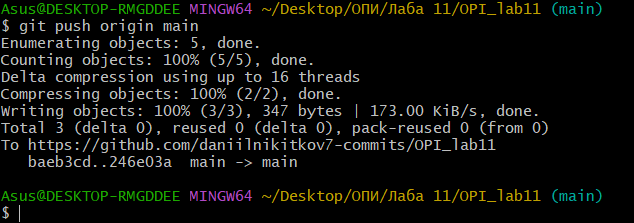 Asus@DESKTOP-RMGDDEE MINGW64 ~/Desktop/ОПИ/Лаба 11/OPI_lab11 (main)
$ git push origin main
Enumerating objects: 5, done.
Counting objects: 100% (5/5), done.
Delta compression using up to 16 threads
Compressing objects: 100% (2/2), done.
Writing objects: 100% (3/3), 347 bytes | 173.00 KiB/s, done.
Total 3 (delta 0), reused 0 (delta 0), pack-reused 0 (from 0)
To https://github.com/daniilnikitkov7-commits/OPI_lab11
   baeb3cd..246e03a  main -> main

Asus@DESKTOP-RMGDDEE MINGW64 ~/Desktop/ОПИ/Лаба 11/OPI_lab11 (main)
$